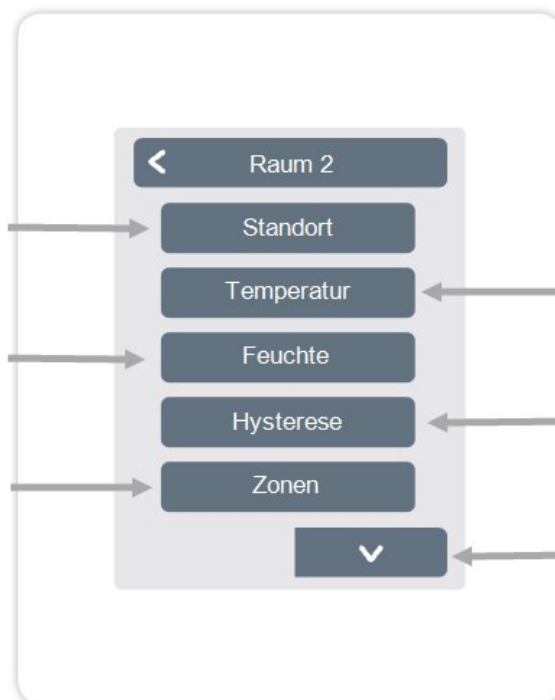 Raum 2
Standort
Temperatur
Feuchte
Hysterese
Zonen